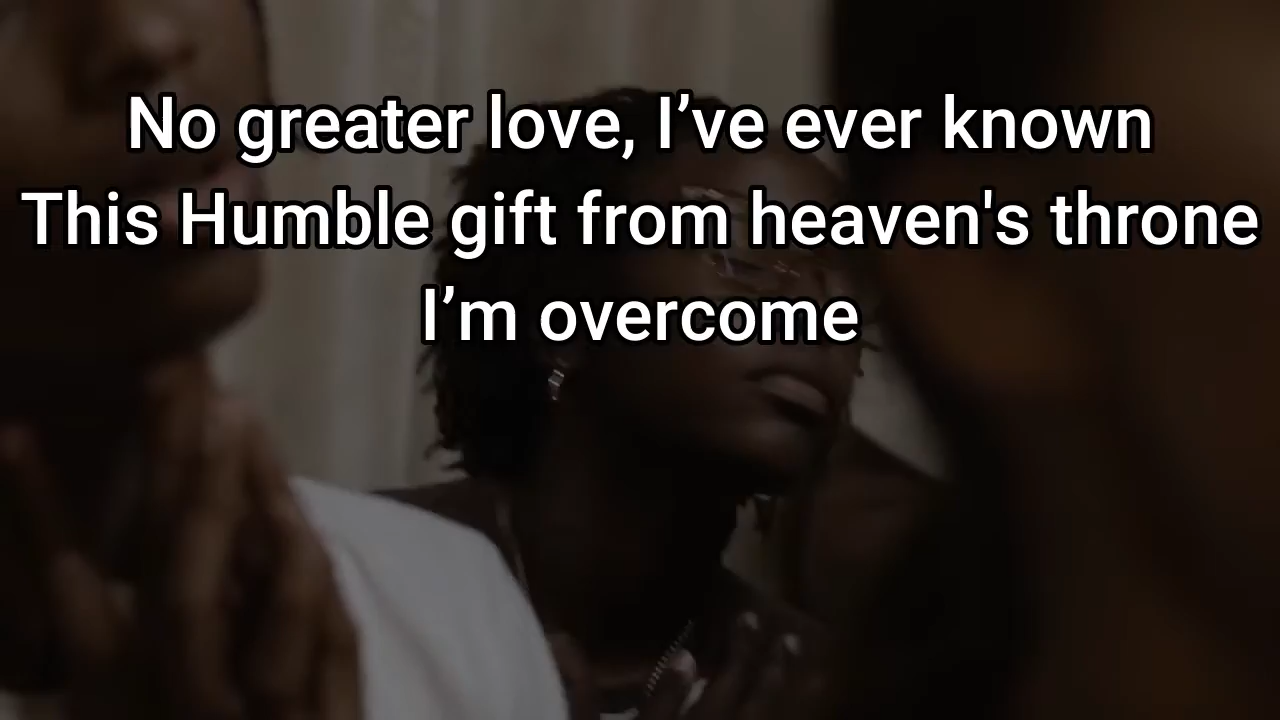 No greater love, I’ve ever known
This Humble gift from heaven's throne
I’m overcome